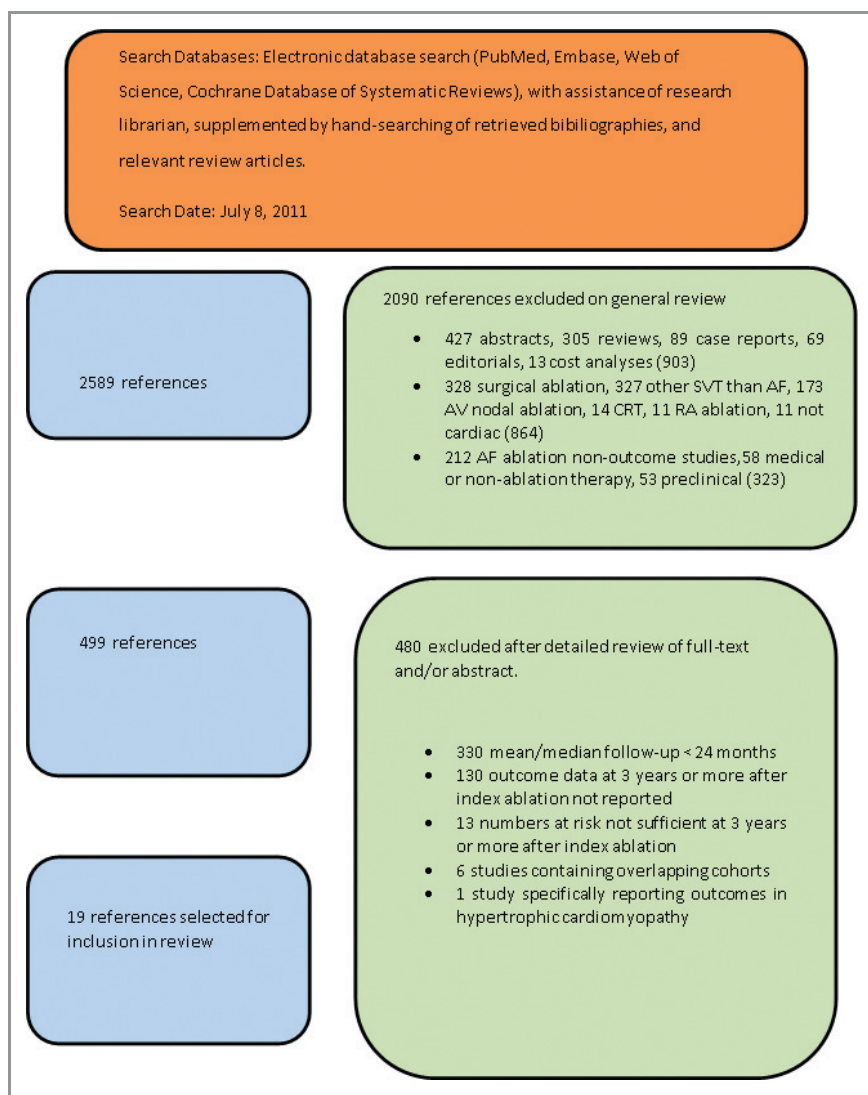 Search Databases: Electronic database search (PubMed, Embase, Web of
Science, Cochrane Database of Systematic Reviews), with assistance of research
librarian, supplemented by hand-searching of retrieved bibiliographies, and
relevant review articles.
Search Date: July 8, 2011
2589 references
2090 references excluded on general review
• 427 abstracts, 305 reviews, 89 case reports, 69
editorials, 13 cost analyses (903)
• 328 surgical ablation, 327 other SVT than AF, 173
AV nodal ablation, 14 CRT, 11 RA ablation, 11 not
cardiac (864)
• 212 AF ablation non-outcome studies, 58 medical
or non-ablation therapy, 53 preclinical (323)
499 references
480 excluded after detailed review of full-text
and/or abstract.
• 330 mean/median follow-up < 24 months
• 130 outcome data at 3 years or more after
index ablation not reported
• 13 numbers at risk not sufficient at 3 years
or more after index ablation
• 6 studies containing overlapping cohorts
• 1 study specifically reporting outcomes in
hypertrophic cardiomyopathy
19 references selected for
inclusion in review